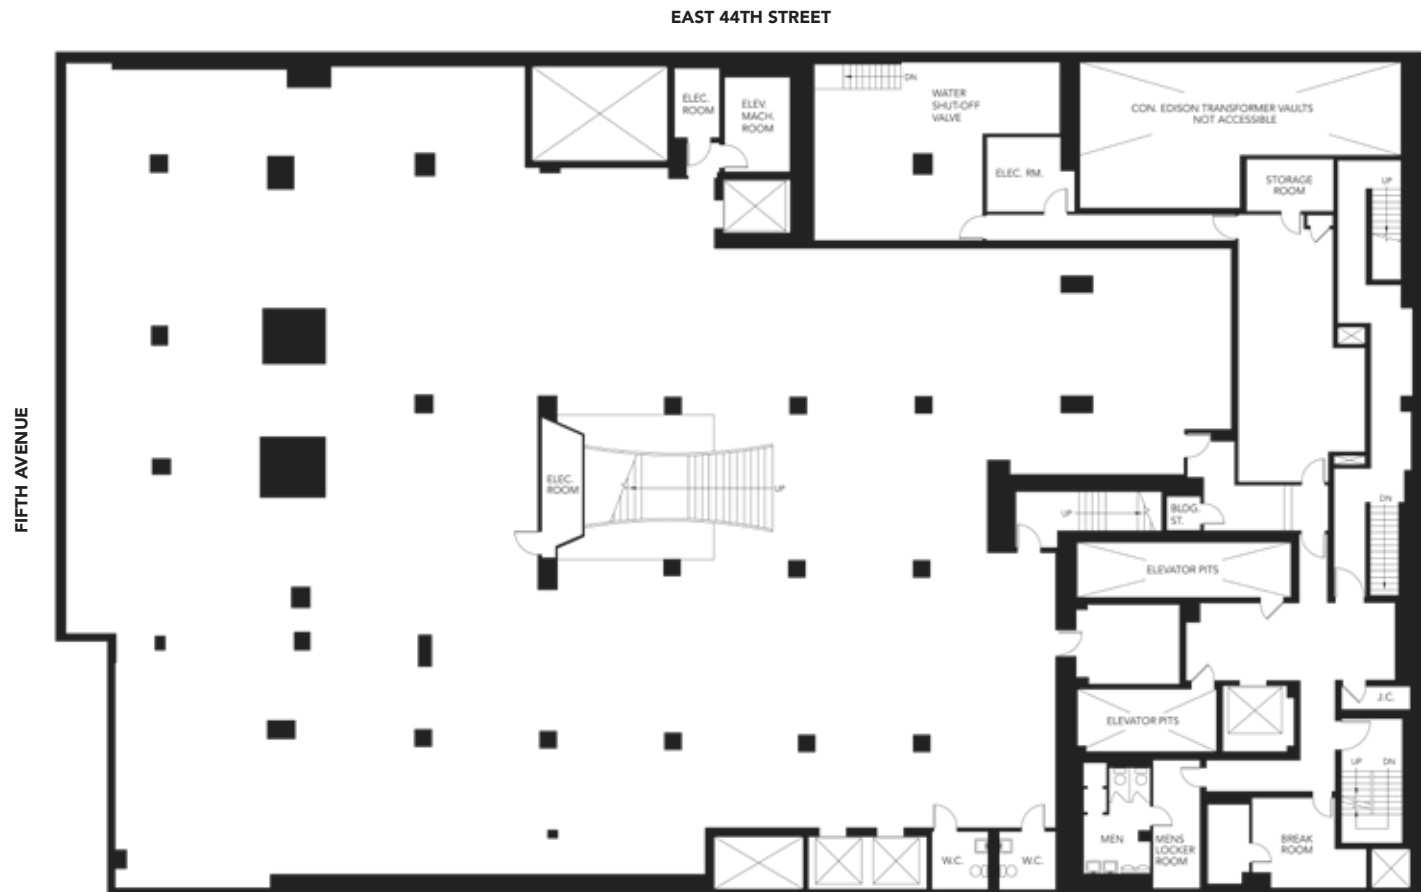 EAST 44TH STREET
FIFTH AVENUE
ELEC.
ROOM
ELEV.
MACH.
ROOM
DN
WATER
SHUT-OFF
VALVE
CON. EDISON TRANSFORMER VAULTS
NOT ACCESSIBLE
ELEC. RM.
STORAGE
ROOM
UP
ELEC.
ROOM
UP
UP
BLDG.
ST.
DN
ELEVATOR PITS
ELEVATOR PITS
J.C.
UP
DN
MEN
MENS
LOCKER
ROOM
BREAK
ROOM
W.C.
W.C.